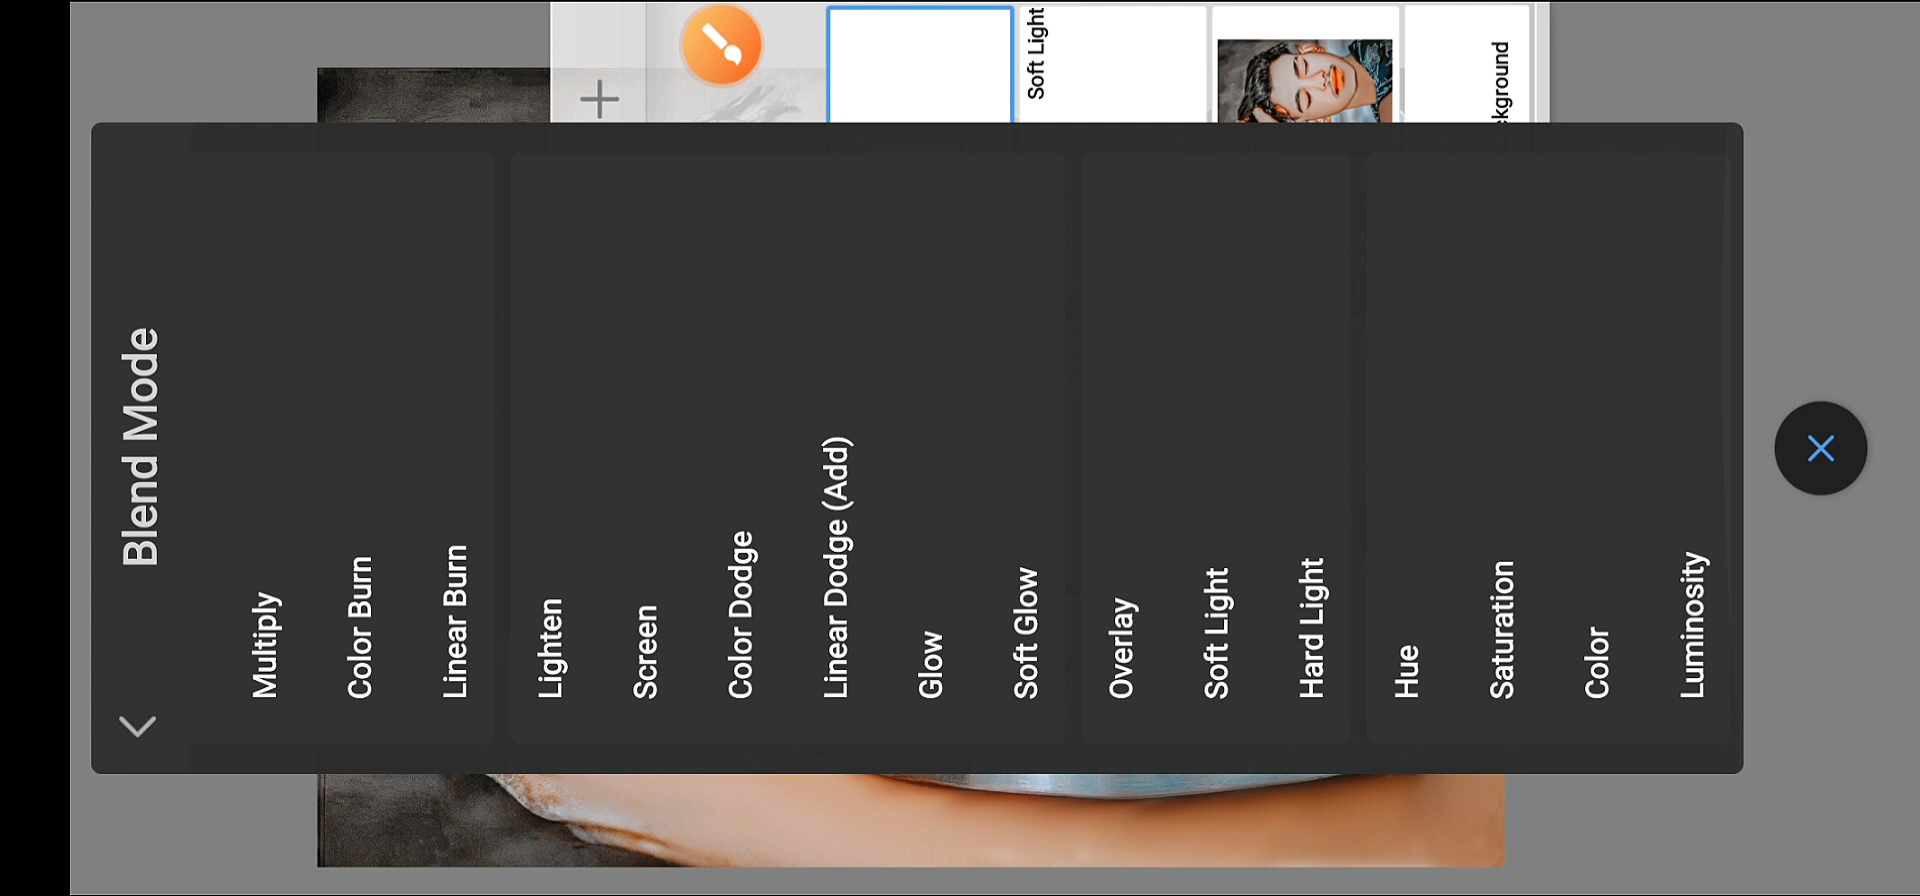 Blend Mode
Multiply
Color Burn
Linear Burn
Lighten
Screen
Color Dodge
Linear Dodge (Add)
Glow
Soft Glow
Overlay
Soft Light
Hard Light
Hue
Saturation
Color
Luminosity
Soft Light
kground